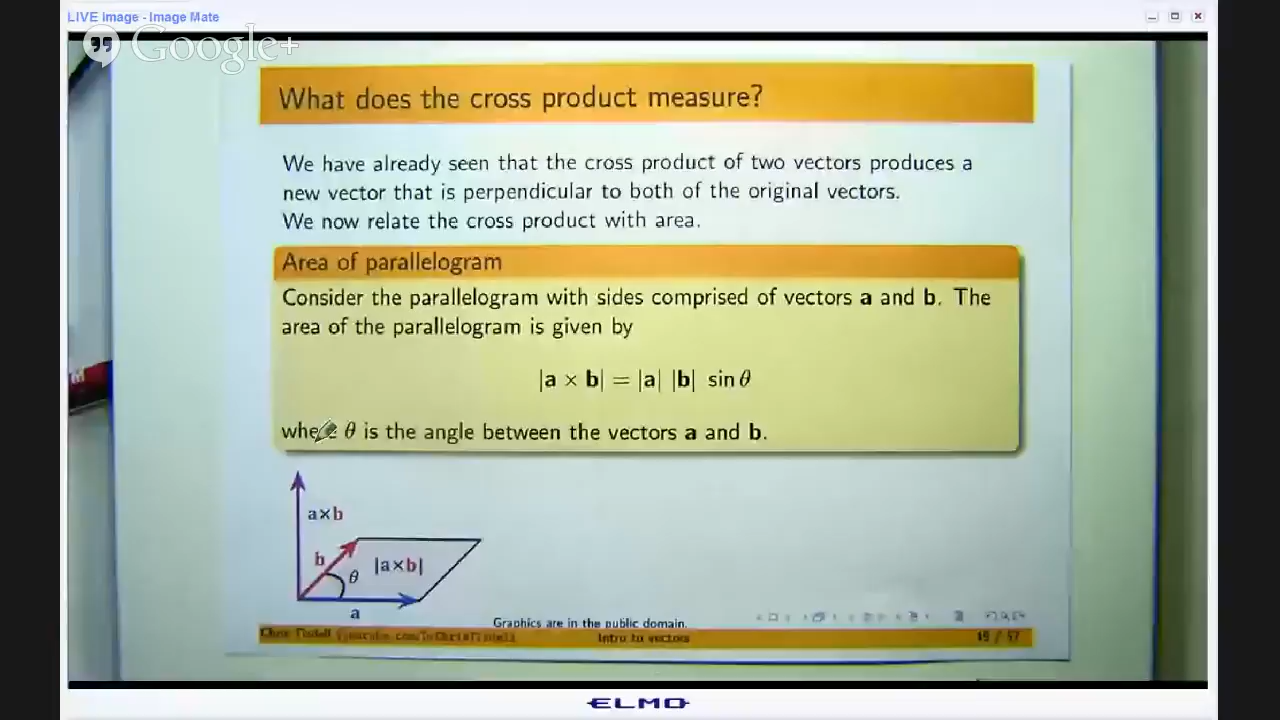 LIVE Image - Image Mate
Google+
What does the cross product measure?
We have already seen that the cross product of two vectors produces a
new vector that is perpendicular to both of the original vectors.
We now relate the cross product with area.
Area of parallelogram
Consider the parallelogram with sides comprised of vectors a and b. The
area of the parallelogram is given by
|a × b| = |a| |b| sin θ
θ is the angle between the vectors a and b.
a×b
b
θ
|a×b|
a
Graphics are in the public domain.
Intro to vectors
ELMO